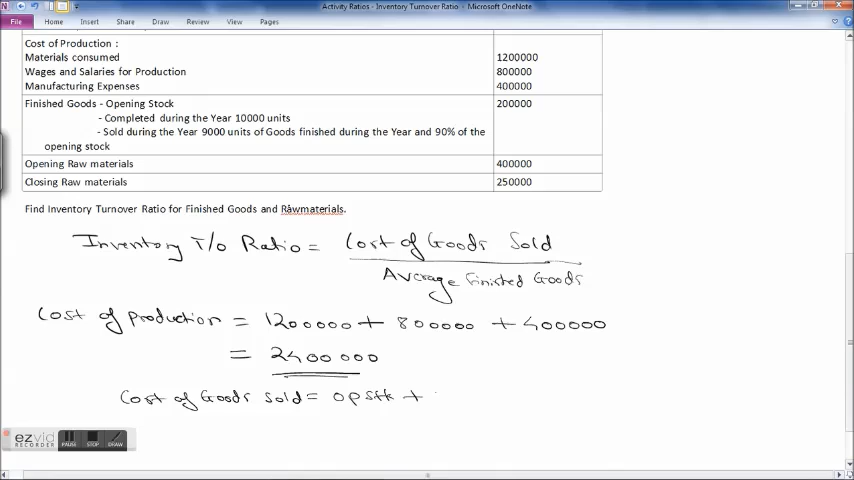 Activity Ratios - Inventory Turnover Ratio - Microsoft OneNote
File Home Insert Share Draw Review View Pages
Cost of Production :
Materials consumed 1200000
Wages and Salaries for Production 800000
Manufacturing Expenses 400000
Finished Goods - Opening Stock 200000
- Completed during the Year 10000 units
- Sold during the Year 9000 units of Goods finished during the Year and 90% of the
opening stock
Opening Raw materials 400000
Closing Raw materials 250000
Find Inventory Turnover Ratio for Finished Goods and Rawmaterials.
Inventory T/o Ratio = Cost of Goods Sold
Average Finished Goods
Cost of production = 1200000 + 800000 + 400000
= 2400000
Cost of Goods Sold = op stk +
ezvid
RECORDER
PAUSE STOP DRAW